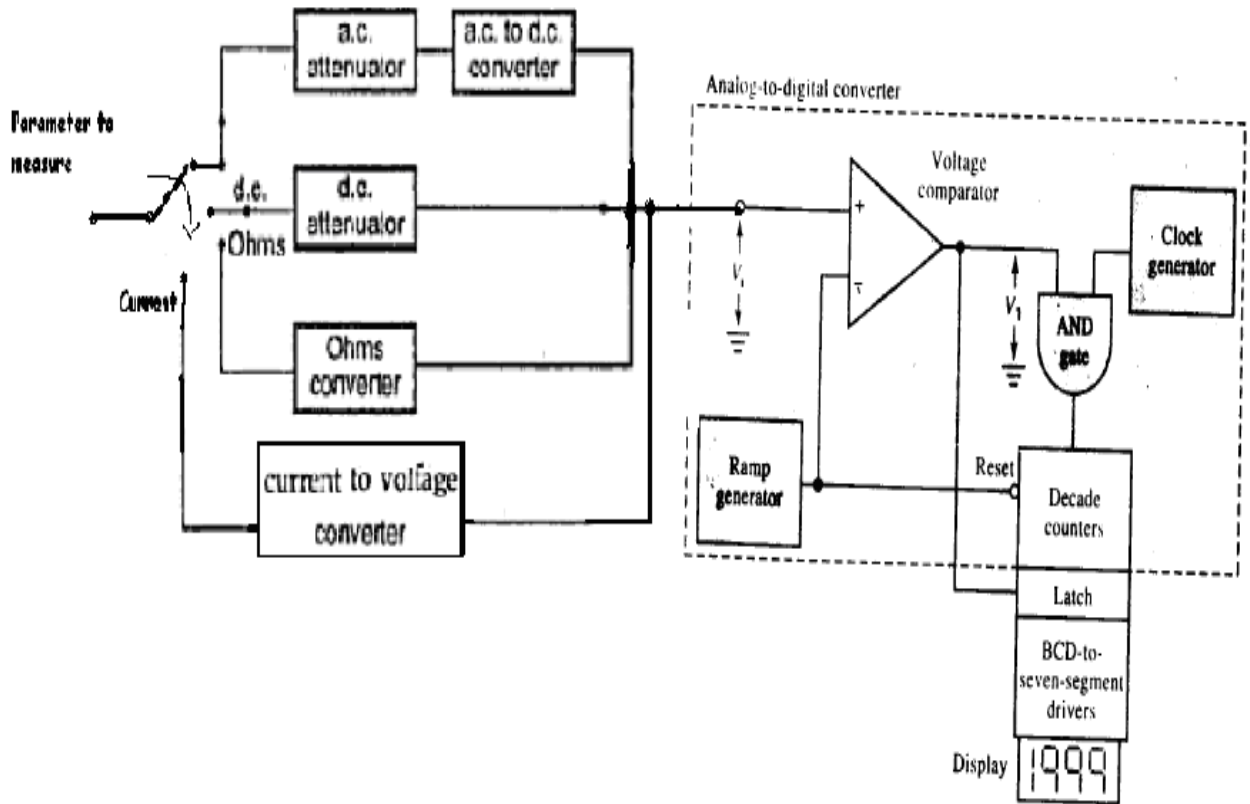 Parameter to
measure
a.c.
attenuator
a.c. to d.c.
converter
d.c.
d.c.
attenuator
Ohms
Current
Ohms
converter
current to voltage
converter
Analog-to-digital converter
Voltage
comparator
+
−
Vi
V1
Clock
generator
AND
gate
Ramp
generator
Reset
Decade
counters
Latch
BCD-to-
seven-segment
drivers
Display
1999